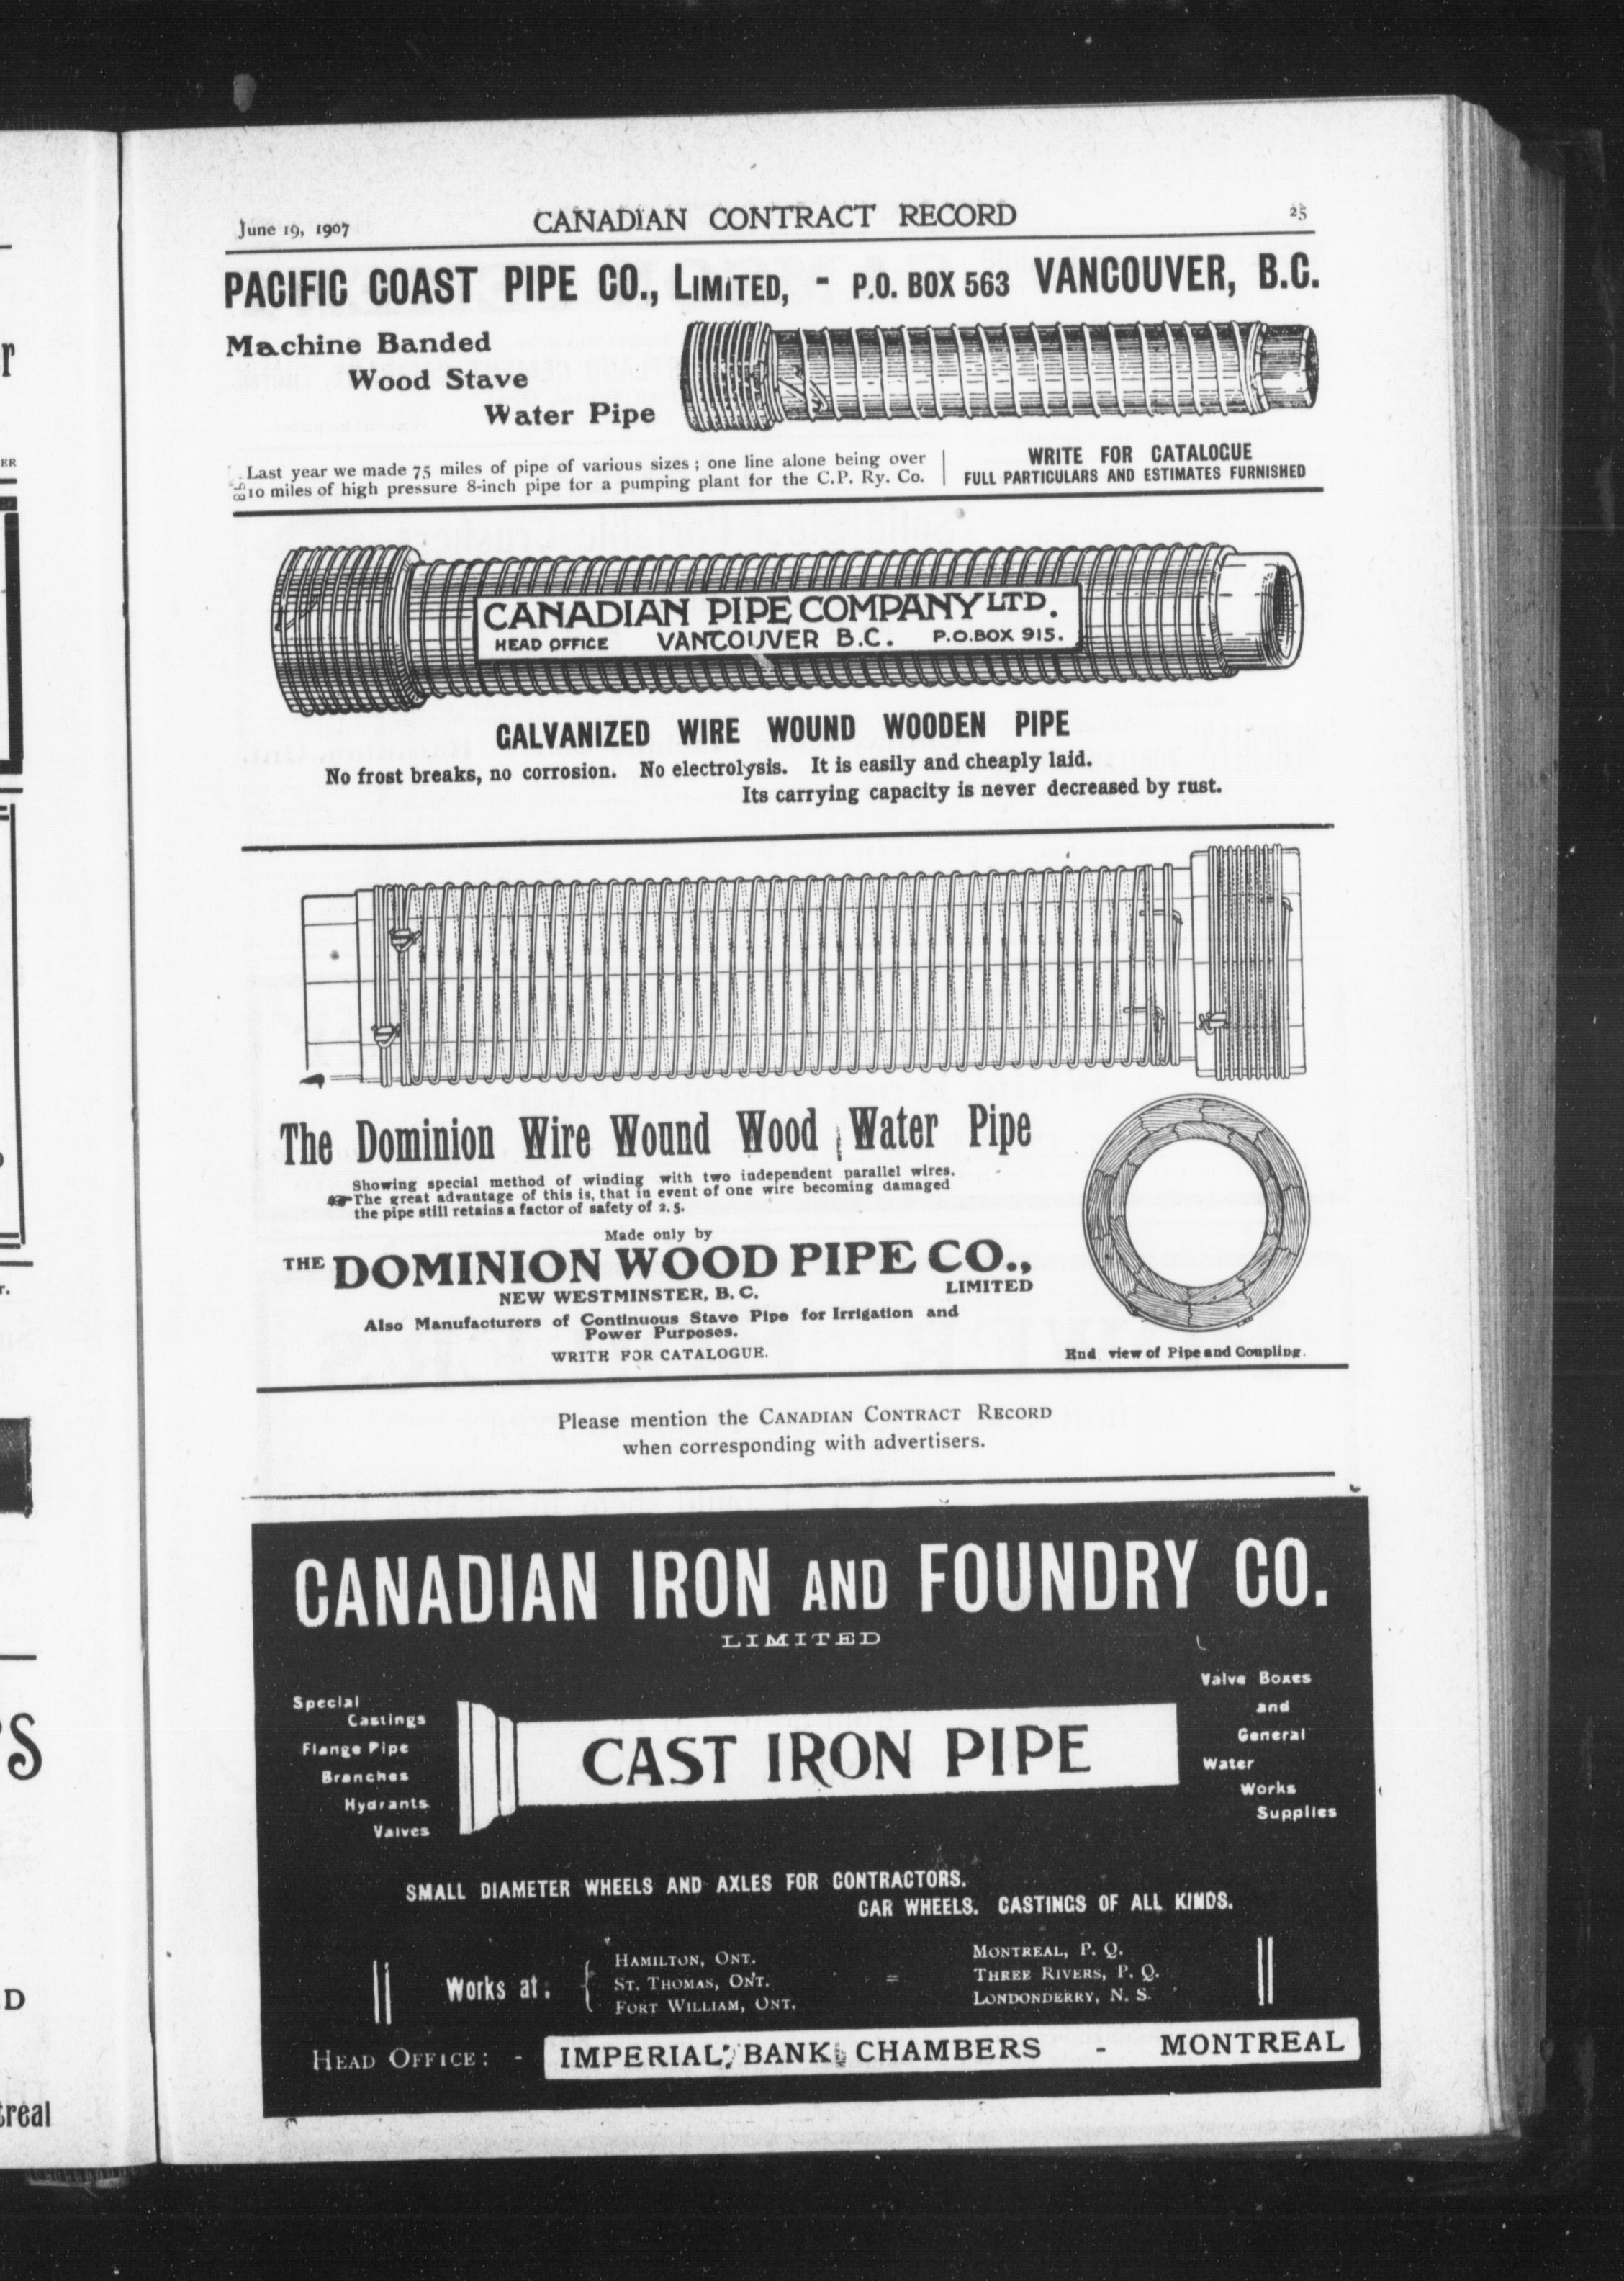 June 19, 1907 CANADIAN CONTRACT RECORD 25
PACIFIC COAST PIPE CO., LIMITED, - P.O. BOX 563 VANCOUVER, B.C.
Machine Banded
Wood Stave
Water Pipe
Last year we made 75 miles of pipe of various sizes ; one line alone being over
10 miles of high pressure 8-inch pipe for a pumping plant for the C.P. Ry. Co.
WRITE FOR CATALOGUE
FULL PARTICULARS AND ESTIMATES FURNISHED
CANADIAN PIPE COMPANY LTD.
HEAD OFFICE VANCOUVER B.C. P.O.BOX 915.
GALVANIZED WIRE WOUND WOODEN PIPE
No frost breaks, no corrosion. No electrolysis. It is easily and cheaply laid.
Its carrying capacity is never decreased by rust.
The Dominion Wire Wound Wood Water Pipe
Showing special method of winding with two independent parallel wires.
☞The great advantage of this is, that in event of one wire becoming damaged
the pipe still retains a factor of safety of 2.5.
Made only by
THE DOMINION WOOD PIPE CO.,
LIMITED
NEW WESTMINSTER, B. C.
Also Manufacturers of Continuous Stave Pipe for Irrigation and
Power Purposes.
WRITE FOR CATALOGUE.
End view of Pipe and Coupling.
Please mention the CANADIAN CONTRACT RECORD
when corresponding with advertisers.
CANADIAN IRON AND FOUNDRY CO.
LIMITED
Special
Castings
Flange Pipe
Branches
Hydrants
Valves
CAST IRON PIPE
Valve Boxes
and
General
Water
Works
Supplies
SMALL DIAMETER WHEELS AND AXLES FOR CONTRACTORS.
CAR WHEELS. CASTINGS OF ALL KINDS.
Works at:
HAMILTON, ONT.
ST. THOMAS, ONT.
FORT WILLIAM, ONT.
=
MONTREAL, P. Q.
THREE RIVERS, P. Q.
LONDONDERRY, N. S.
HEAD OFFICE: - IMPERIAL BANK CHAMBERS - MONTREAL